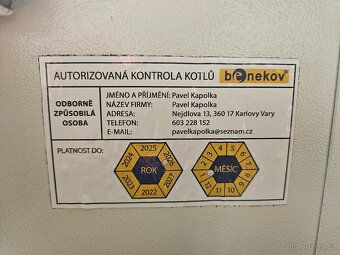 AUTORIZOVANÁ KONTROLA KOTLŮ benekov
ODBORNĚ ZPŮSOBILÁ OSOBA
JMÉNO A PŘÍJMENÍ: Pavel Kapolka
NÁZEV FIRMY: Pavel Kapolka
ADRESA: Nejdlova 13, 360 17 Karlovy Vary
TELEFON: 603 228 152
E-MAIL: pavelkapolka@seznam.cz
PLATNOST DO:
2025
2024 2026
ROK
2023 2027
2022
MĚSÍC
1 2 3 4 5 6 7 8 9 10 11 12